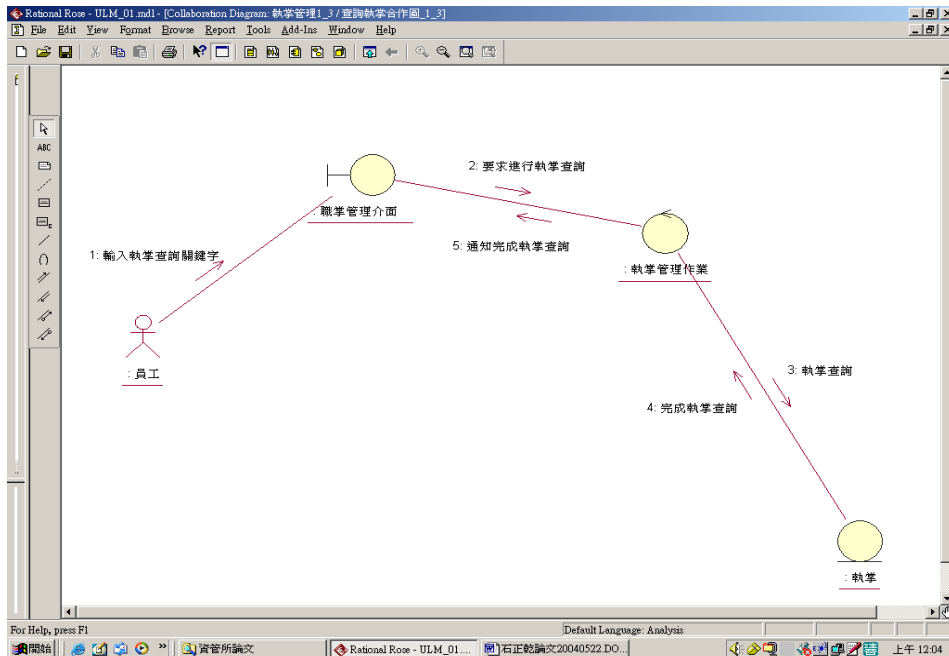 Rational Rose - ULM_01.mdl - [Collaboration Diagram: 執掌管理1_3 / 查詢執掌合作圖_1_3]
File Edit View Format Browse Report Tools Add-Ins Window Help
ABC
2: 要求進行執掌查詢
: 職掌管理介面
5: 通知完成執掌查詢
1: 輸入執掌查詢關鍵字
: 執掌管理作業
: 員工
3: 執掌查詢
4: 完成執掌查詢
: 執掌
For Help, press F1
Default Language: Analysis
開始
資管所論文
Rational Rose - ULM_01....
石正乾論文20040522.DO...
上午 12:04